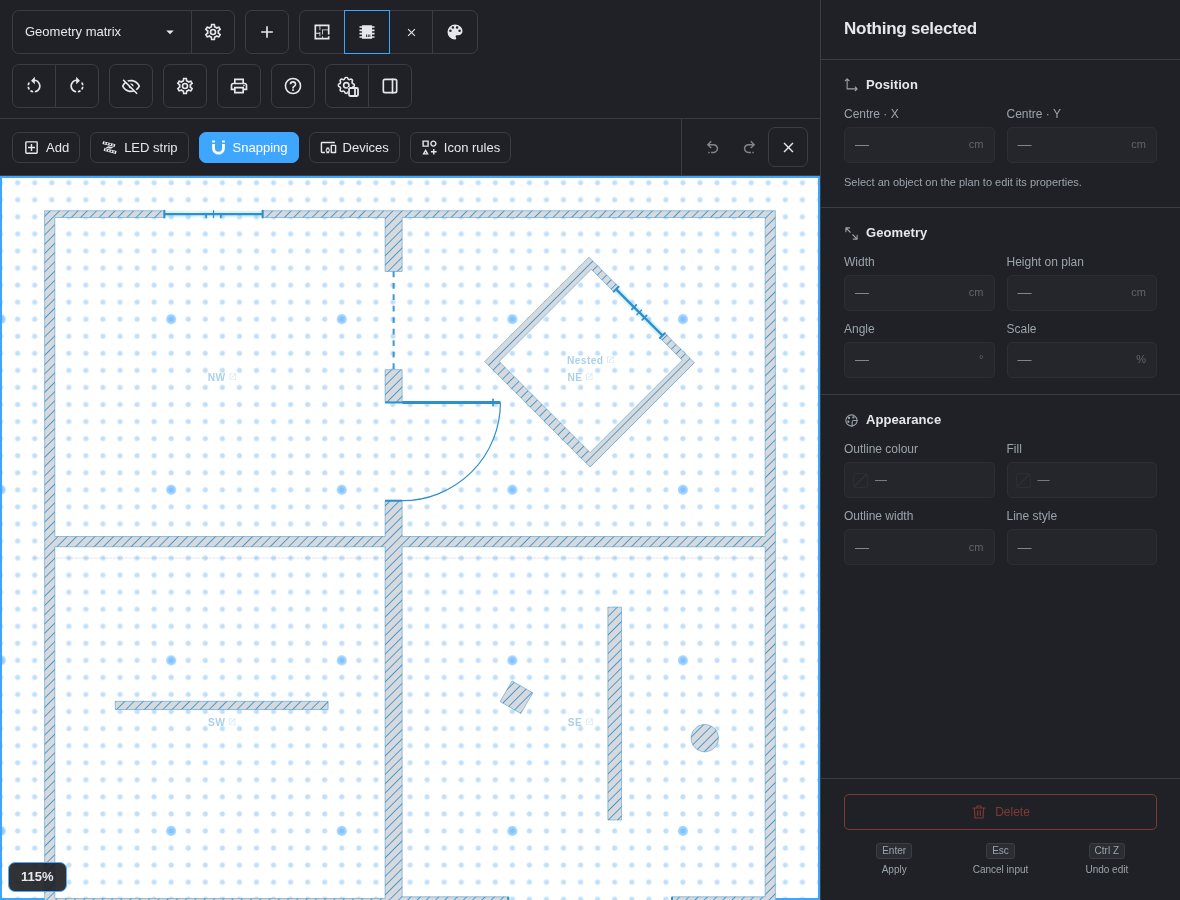 Geometry matrix
Add
LED strip
Snapping
Devices
Icon rules
NW
Nested
NE
SW
SE
115%
Nothing selected
Position
Centre · X
Centre · Y
— cm
— cm
Select an object on the plan to edit its properties.
Geometry
Width
Height on plan
— cm
— cm
Angle
Scale
— °
— %
Appearance
Outline colour
Fill
—
—
Outline width
Line style
— cm
—
Delete
Enter
Esc
Ctrl Z
Apply
Cancel input
Undo edit